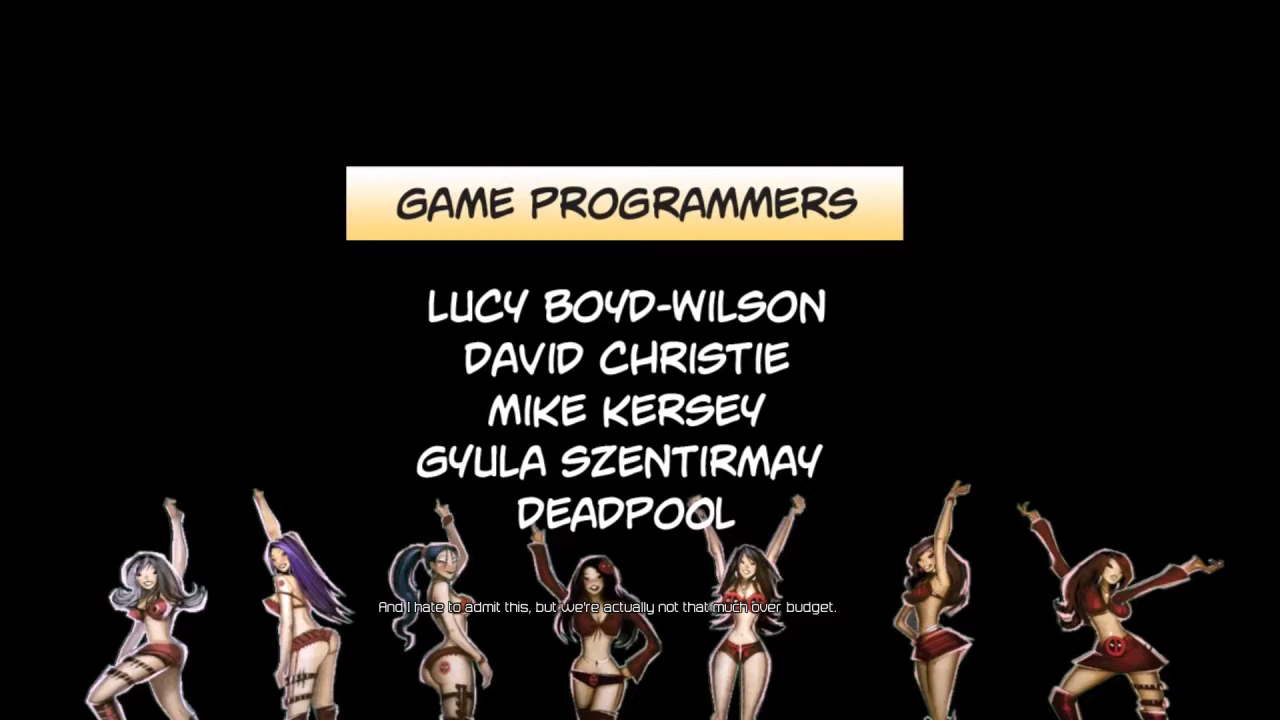 GAME PROGRAMMERS
LUCY BOYD-WILSON
DAVID CHRISTIE
MIKE KERSEY
GYULA SZENTIRMAY
DEADPOOL
And I hate to admit this, but we're actually not that much over budget.